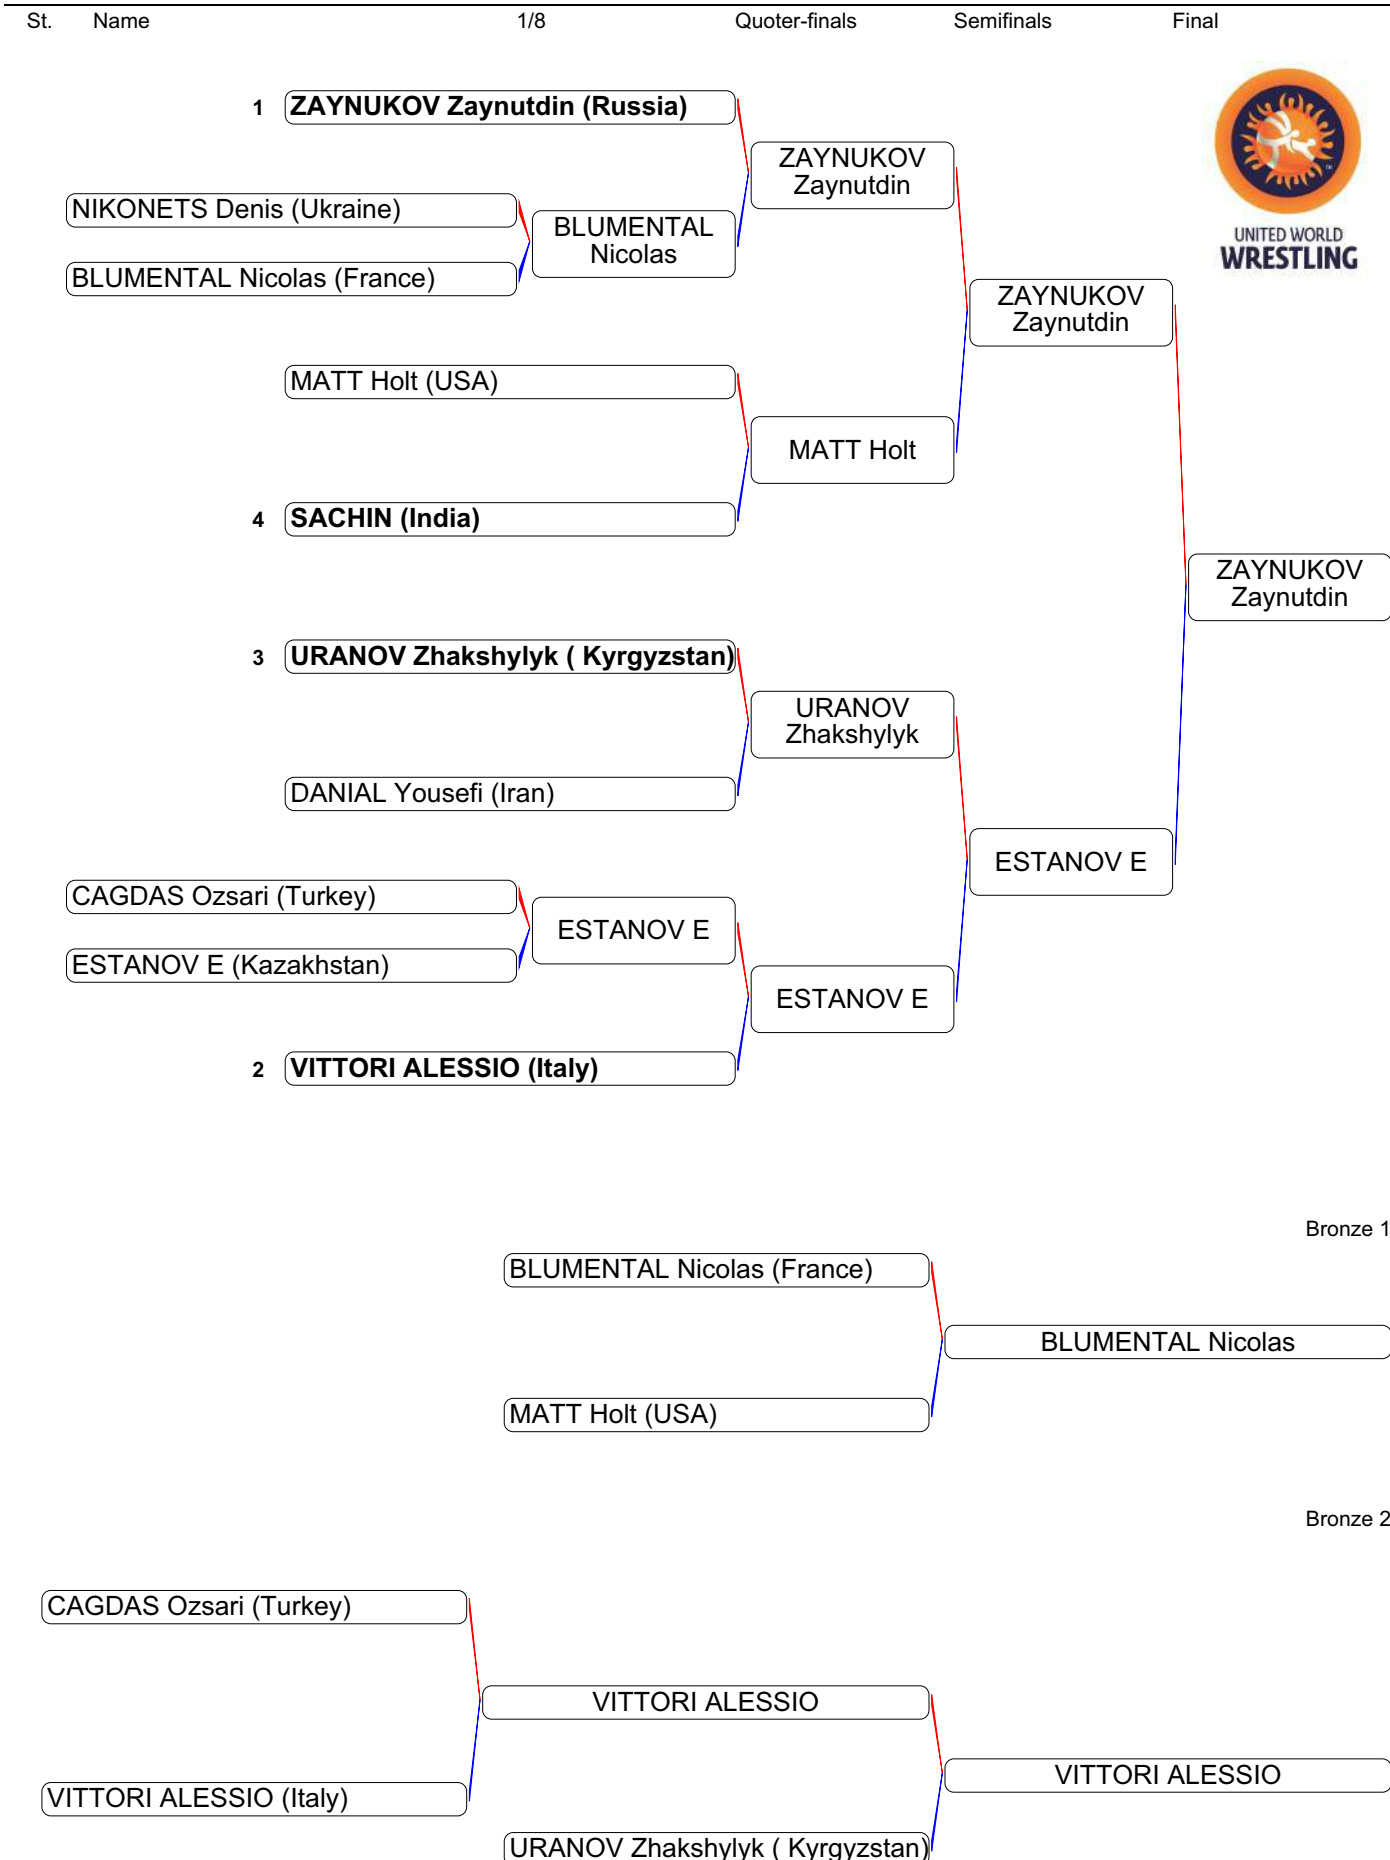 St. Name 1/8 Quoter-finals Semifinals Final
1 ZAYNUKOV Zaynutdin (Russia)
ZAYNUKOV
Zaynutdin
NIKONETS Denis (Ukraine)
BLUMENTAL
Nicolas
BLUMENTAL Nicolas (France)
UNITED WORLD
WRESTLING
ZAYNUKOV
Zaynutdin
MATT Holt (USA)
MATT Holt
4 SACHIN (India)
ZAYNUKOV
Zaynutdin
3 URANOV Zhakshylyk ( Kyrgyzstan)
URANOV
Zhakshylyk
DANIAL Yousefi (Iran)
ESTANOV E
CAGDAS Ozsari (Turkey)
ESTANOV E
ESTANOV E (Kazakhstan)
ESTANOV E
2 VITTORI ALESSIO (Italy)
Bronze 1
BLUMENTAL Nicolas (France)
BLUMENTAL Nicolas
MATT Holt (USA)
Bronze 2
CAGDAS Ozsari (Turkey)
VITTORI ALESSIO
VITTORI ALESSIO
VITTORI ALESSIO (Italy)
URANOV Zhakshylyk ( Kyrgyzstan)